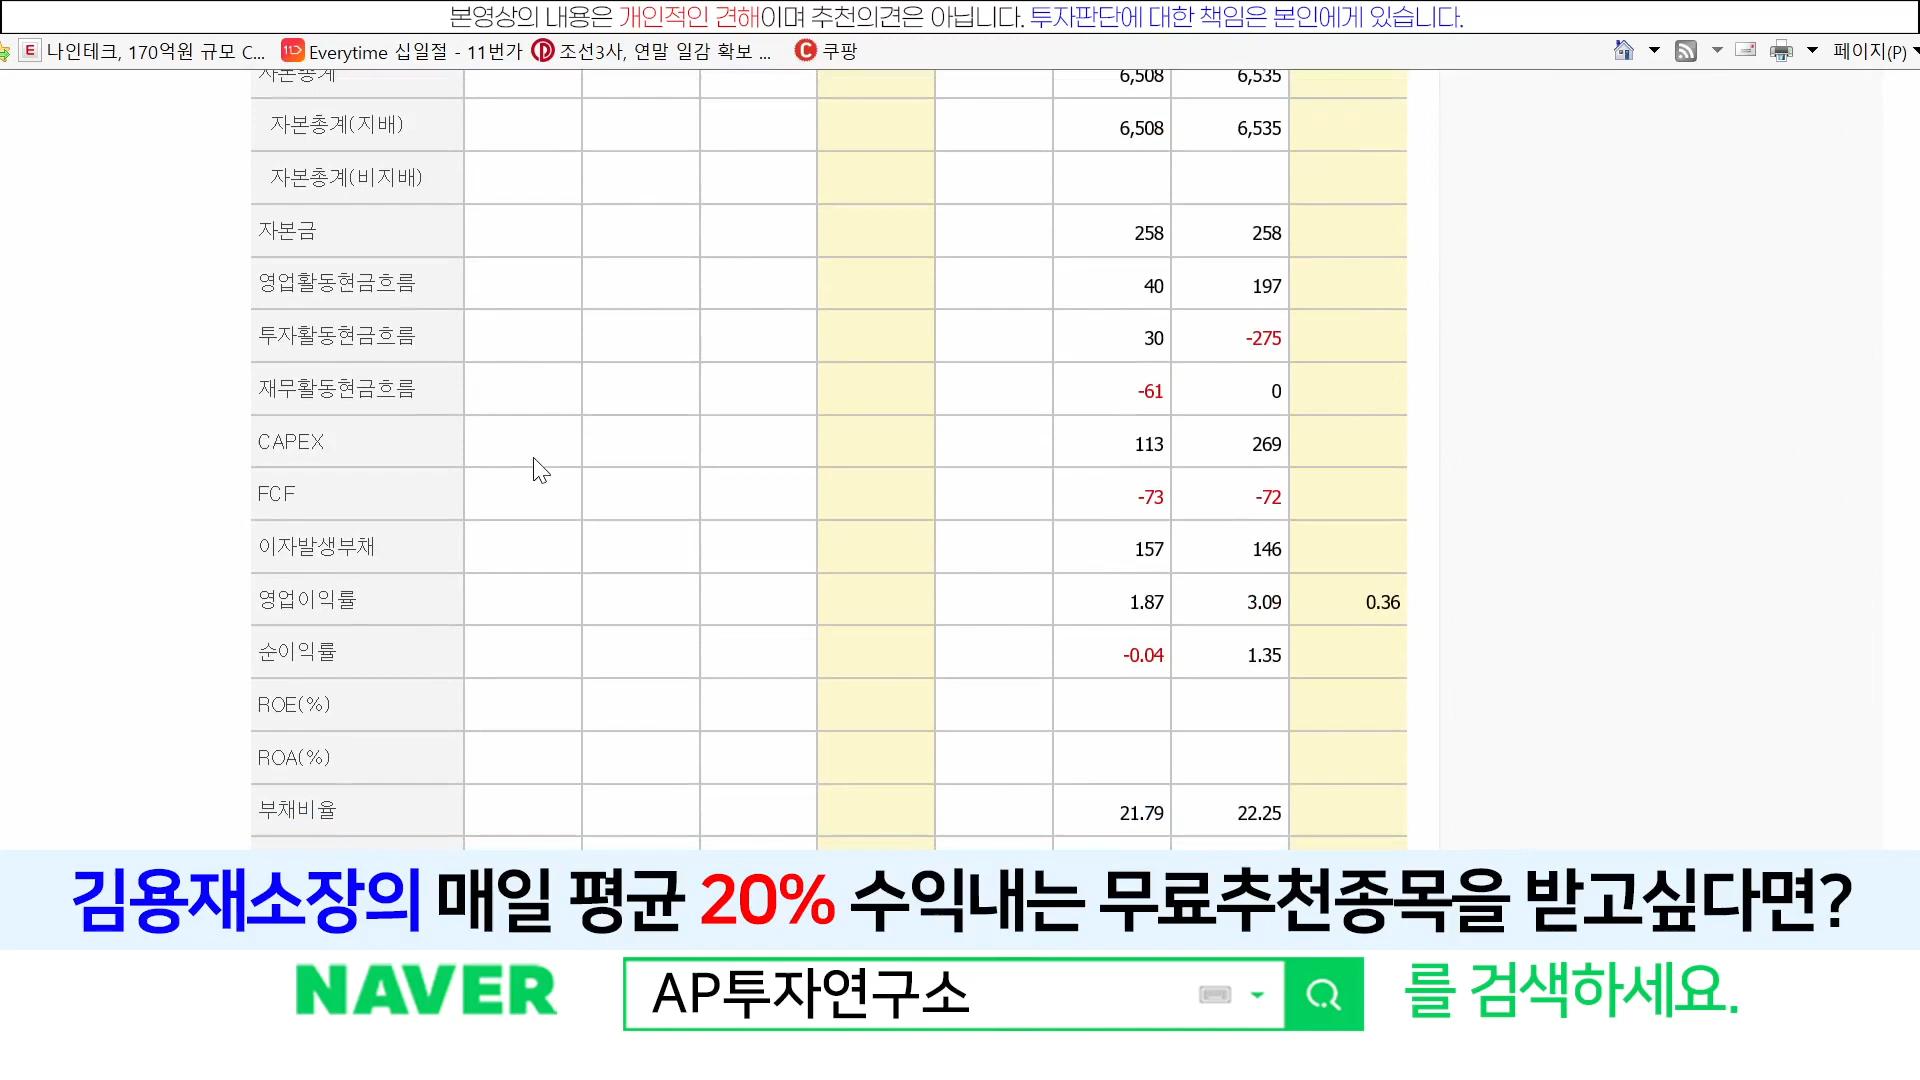 본영상의 내용은 개인적인 견해이며 추천의견은 아닙니다. 투자판단에 대한 책임은 본인에게 있습니다.
E 나인테크, 170억원 규모 C... 11D Everytime 십일절 - 11번가 조선3사, 연말 일감 확보 ... C 쿠팡 페이지(P)
자본총계 6,508 6,535
자본총계(지배) 6,508 6,535
자본총계(비지배)
자본금 258 258
영업활동현금흐름 40 197
투자활동현금흐름 30 -275
재무활동현금흐름 -61 0
CAPEX 113 269
FCF -73 -72
이자발생부채 157 146
영업이익률 1.87 3.09 0.36
순이익률 -0.04 1.35
ROE(%)
ROA(%)
부채비율 21.79 22.25
김용재소장의 매일 평균 20% 수익내는 무료추천종목을 받고싶다면?
NAVER AP투자연구소 를 검색하세요.